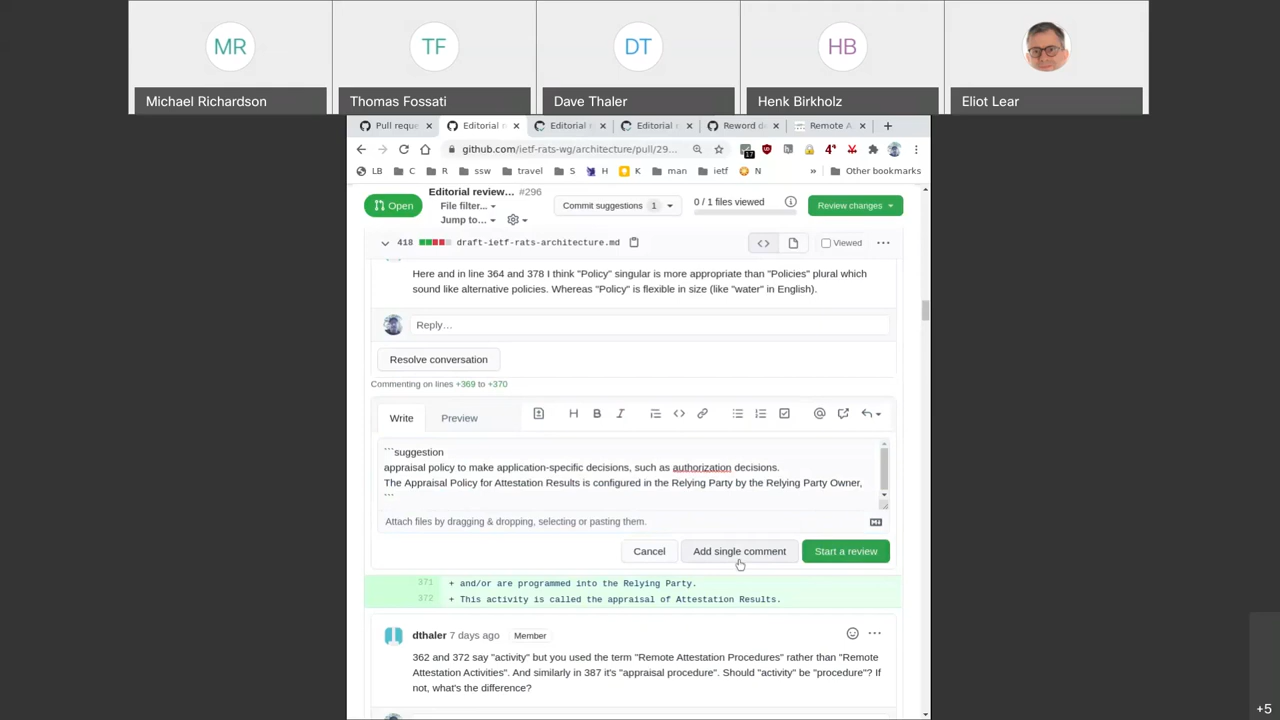 MR
TF
DT
HB
Michael Richardson
Thomas Fossati
Dave Thaler
Henk Birkholz
Eliot Lear
Pull reque
Editorial r
Editorial
Editorial
Reword d
Remote A
github.com/ietf-rats-wg/architecture/pull/29...
17
LB
C
R
ssw
travel
S
H
K
man
ietf
N
»
Other bookmarks
Open
Editorial review… #296
File filter...
Jump to…
Commit suggestions 1
0 / 1 files viewed
Review changes
418 draft-ietf-rats-architecture.md
Viewed
Here and in line 364 and 378 I think "Policy" singular is more appropriate than "Policies" plural which
sound like alternative policies. Whereas "Policy" is flexible in size (like "water" in English).
Reply…
Resolve conversation
Commenting on lines +369 to +370
Write
Preview
```suggestion
appraisal policy to make application-specific decisions, such as authorization decisions.
The Appraisal Policy for Attestation Results is configured in the Relying Party by the Relying Party Owner,
```
Attach files by dragging & dropping, selecting or pasting them.
Cancel
Add single comment
Start a review
371 + and/or are programmed into the Relying Party.
372 + This activity is called the appraisal of Attestation Results.
dthaler 7 days ago Member
362 and 372 say "activity" but you used the term "Remote Attestation Procedures" rather than "Remote
Attestation Activities". And similarly in 387 it's "appraisal procedure". Should "activity" be "procedure"? If
not, what's the difference?
+5